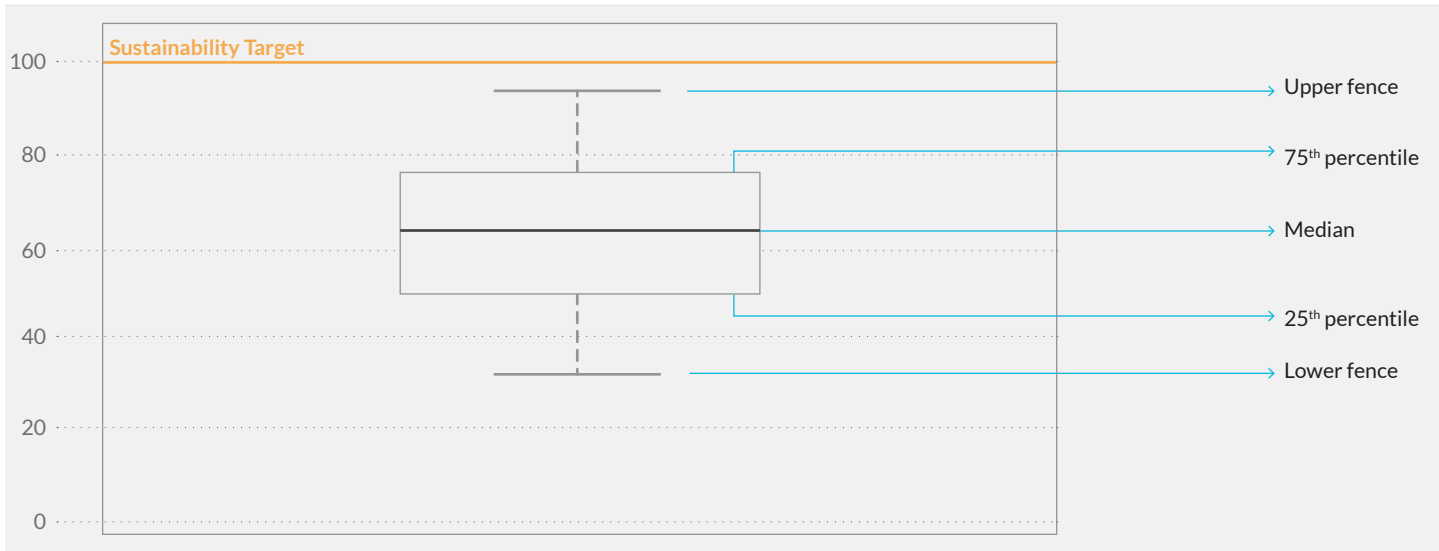 Sustainability Target
100
80
60
40
20
0
Upper fence
75th percentile
Median
25th percentile
Lower fence